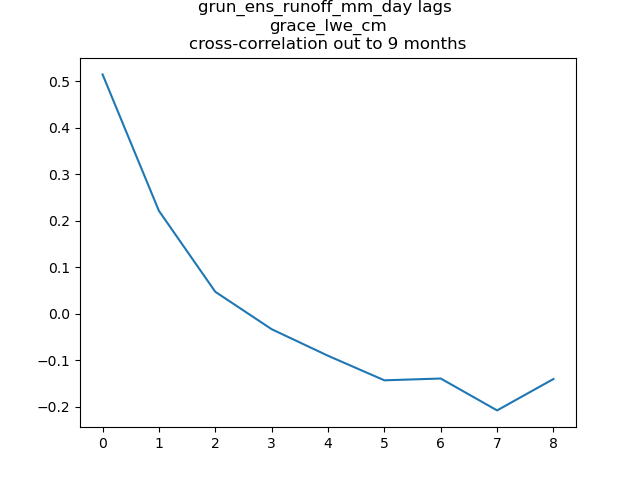 grun_ens_runoff_mm_day lags
grace_lwe_cm
cross-correlation out to 9 months
0.5
0.4
0.3
0.2
0.1
0.0
−0.1
−0.2
0 1 2 3 4 5 6 7 8